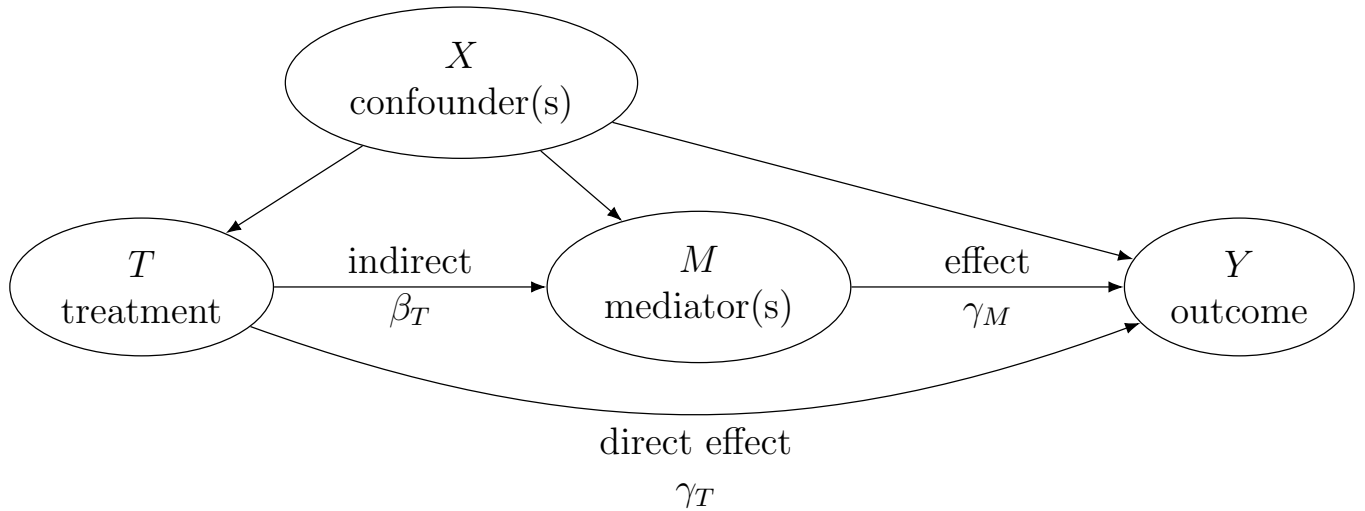 X
confounder(s)
T
treatment
indirect
β_T
M
mediator(s)
effect
γ_M
Y
outcome
direct effect
γ_T